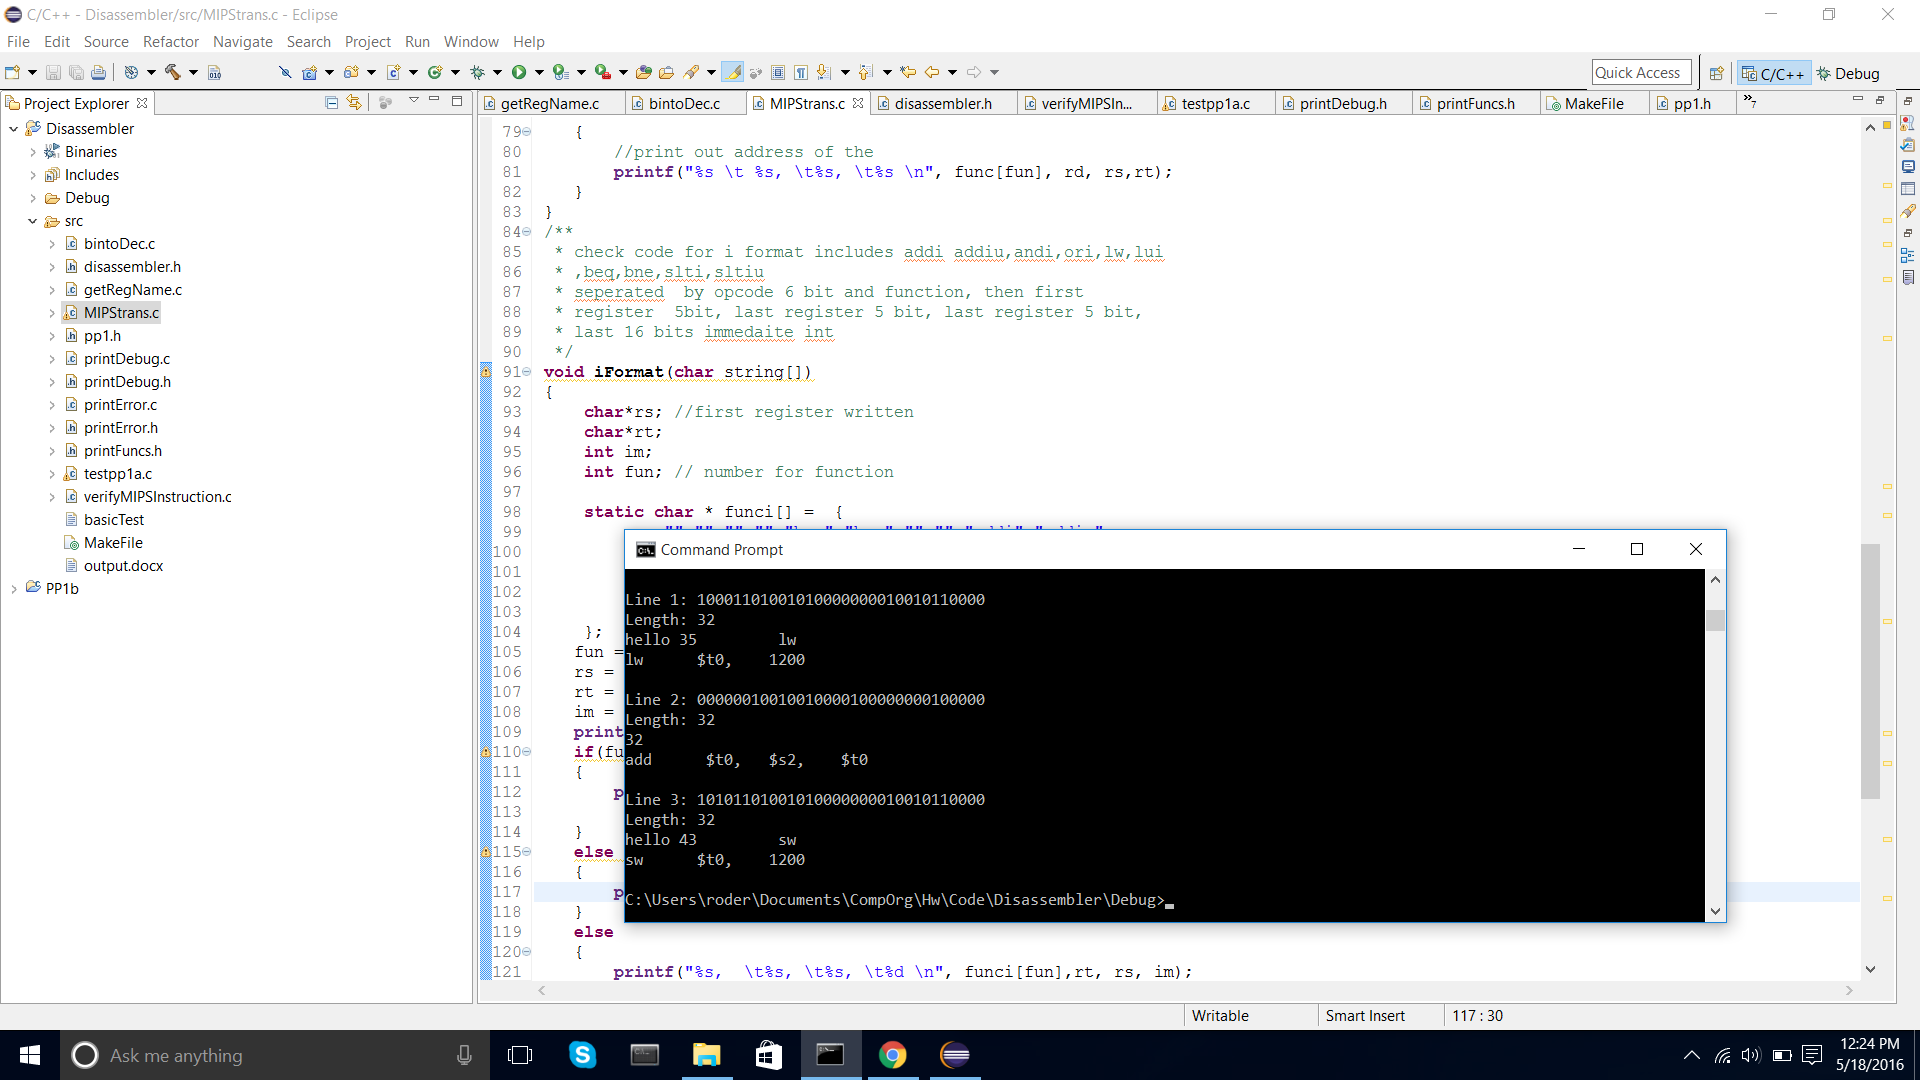 C/C++ - Disassembler/src/MIPStrans.c - Eclipse
File Edit Source Refactor Navigate Search Project Run Window Help
Quick Access C/C++ Debug
Project Explorer
getRegName.c bintoDec.c MIPStrans.c disassembler.h verifyMIPSIn... testpp1a.c printDebug.h printFuncs.h MakeFile pp1.h »7
Disassembler
Binaries
Includes
Debug
src
bintoDec.c
disassembler.h
getRegName.c
MIPStrans.c
pp1.h
printDebug.c
printDebug.h
printError.c
printError.h
printFuncs.h
testpp1a.c
verifyMIPSInstruction.c
basicTest
MakeFile
output.docx
PP1b
79 {
80 //print out address of the
81 printf("%s \t %s, \t%s, \t%s \n", func[fun], rd, rs,rt);
82 }
83 }
84 /**
85 * check code for i format includes addi addiu,andi,ori,lw,lui
86 * ,beq,bne,slti,sltiu
87 * seperated  by opcode 6 bit and function, then first
88 * register  5bit, last register 5 bit, last register 5 bit,
89 * last 16 bits immedaite int
90 */
91 void iFormat(char string[])
92 {
93 char*rs; //first register written
94 char*rt;
95 int im;
96 int fun; // number for function
97
98 static char * funci[] =  {
99
100
101
102
103
104 };
105 fun =
106 rs =
107 rt =
108 im =
109 print
110 if(fu
111 {
112 p
113
114 }
115 else
116 {
117 p
118 }
119 else
120 {
121 printf("%s,  \t%s, \t%s, \t%d \n", funci[fun],rt, rs, im);
Command Prompt
Line 1: 10001101001010000000010010110000
Length: 32
hello 35 lw
lw $t0, 1200
Line 2: 00000010010010000100000000100000
Length: 32
32
add $t0, $s2, $t0
Line 3: 10101101001010000000010010110000
Length: 32
hello 43 sw
sw $t0, 1200
C:\Users\roder\Documents\CompOrg\Hw\Code\Disassembler\Debug>
Writable Smart Insert 117 : 30
Ask me anything
12:24 PM
5/18/2016